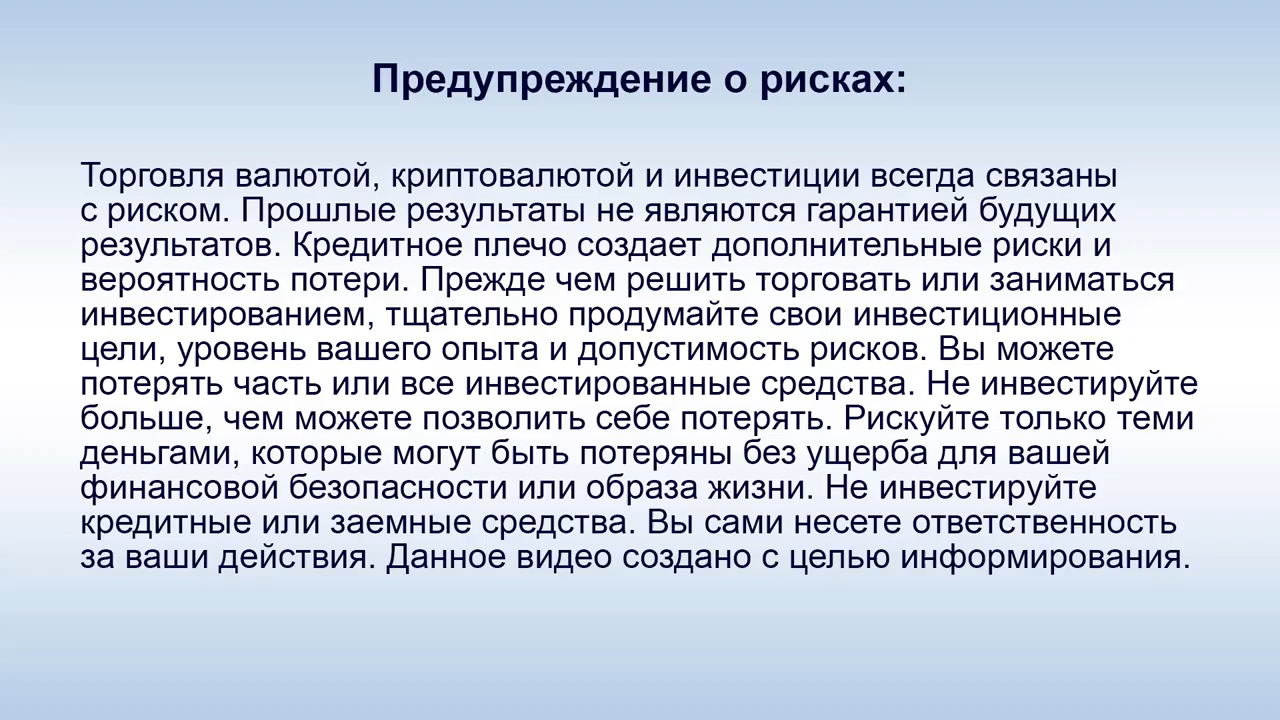 Предупреждение о рисках:
Торговля валютой, криптовалютой и инвестиции всегда связаны
с риском. Прошлые результаты не являются гарантией будущих
результатов. Кредитное плечо создает дополнительные риски и
вероятность потери. Прежде чем решить торговать или заниматься
инвестированием, тщательно продумайте свои инвестиционные
цели, уровень вашего опыта и допустимость рисков. Вы можете
потерять часть или все инвестированные средства. Не инвестируйте
больше, чем можете позволить себе потерять. Рискуйте только теми
деньгами, которые могут быть потеряны без ущерба для вашей
финансовой безопасности или образа жизни. Не инвестируйте
кредитные или заемные средства. Вы сами несете ответственность
за ваши действия. Данное видео создано с целью информирования.